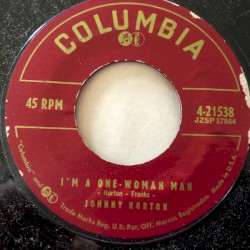 COLUMBIA
45 RPM
4-21538
JZSP 37864
I'M A ONE-WOMAN MAN
• Horton - Franks •
JOHNNY HORTON
"Columbia" and Trade Marks Reg. U.S. Pat. Off. Marcas Registradas Made in U.S.A.